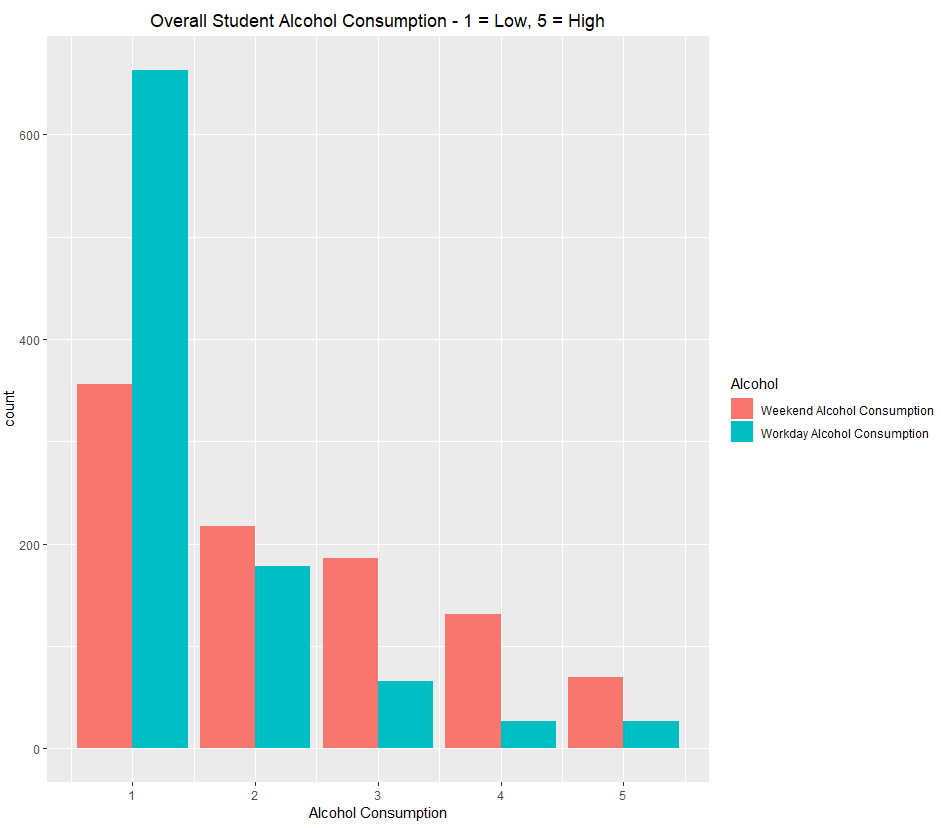 Overall Student Alcohol Consumption - 1 = Low, 5 = High
count
600
400
200
0
1 2 3 4 5
Alcohol Consumption
Alcohol
Weekend Alcohol Consumption
Workday Alcohol Consumption